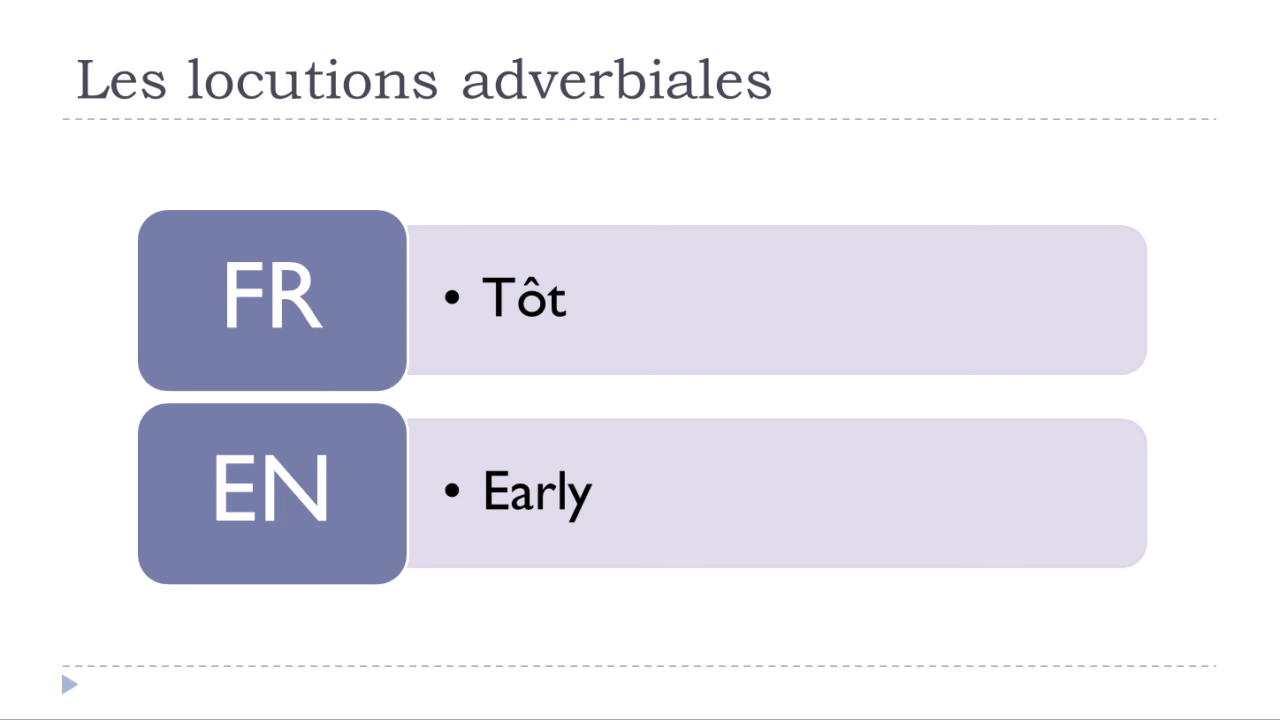 Les locutions adverbiales
FR
• Tôt
EN
• Early